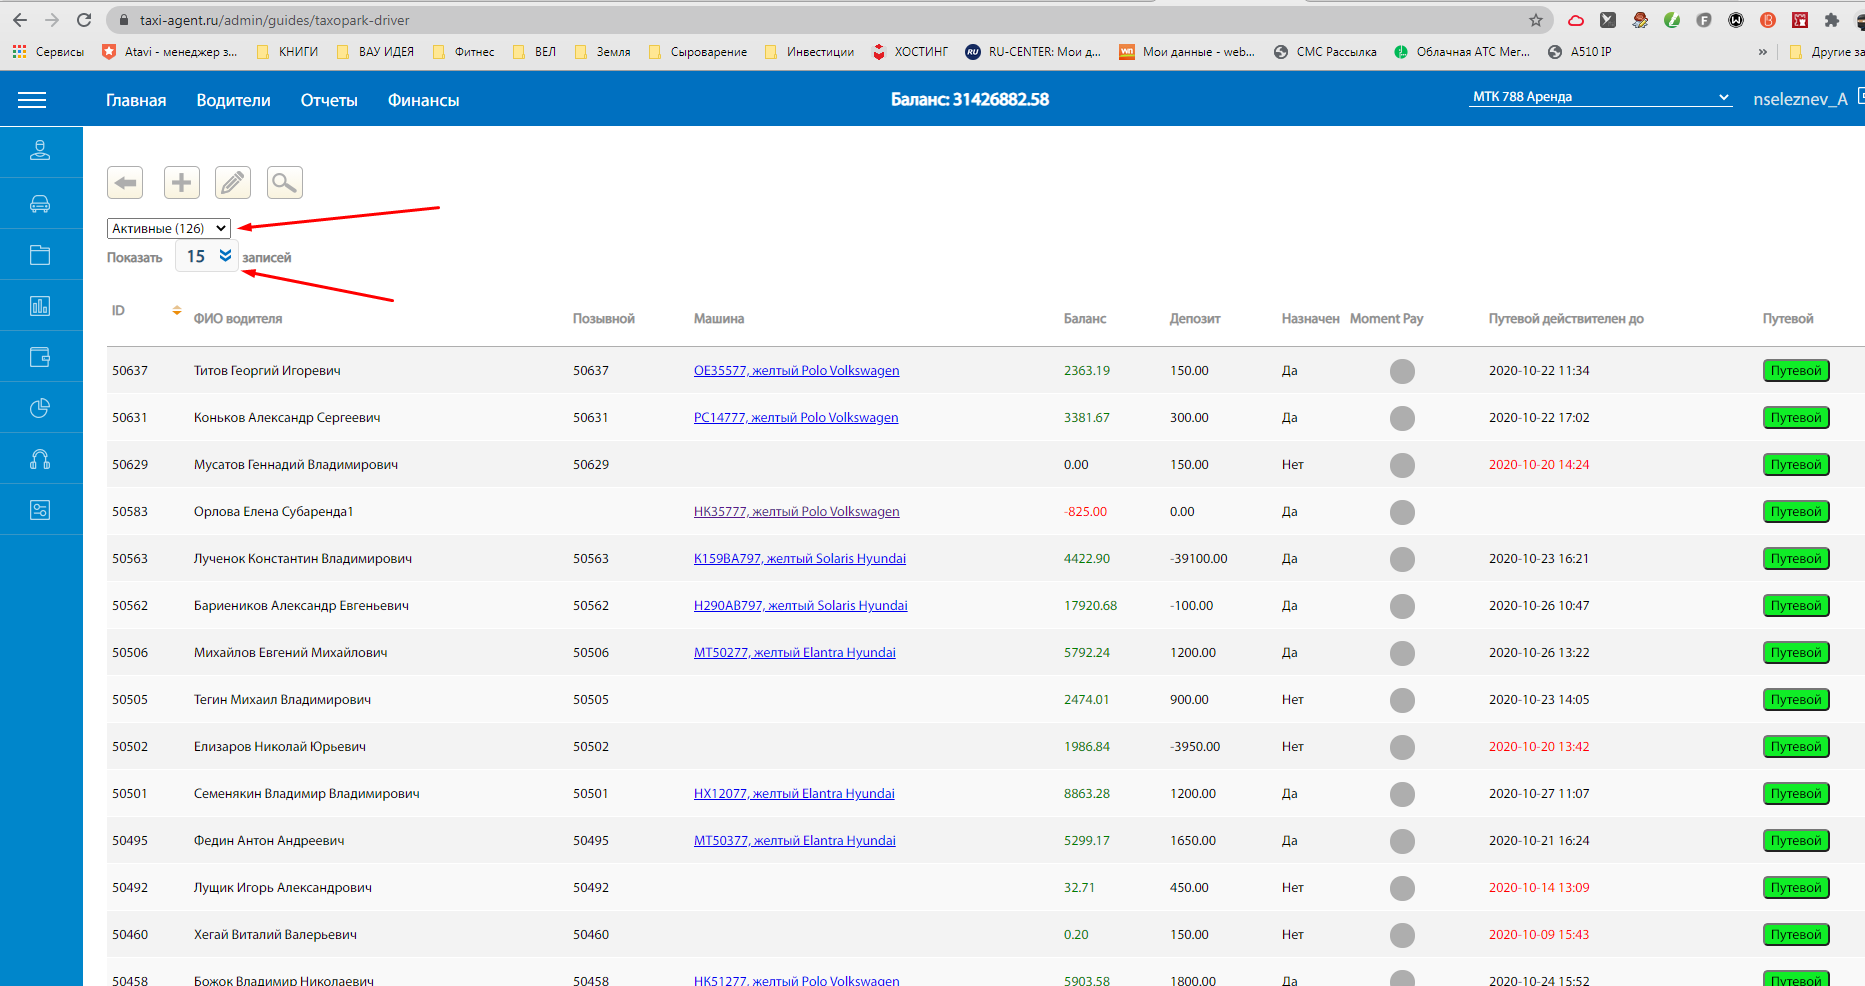 taxi-agent.ru/admin/guides/taxopark-driver
Сервисы Atavi - менеджер з... КНИГИ ВАУ ИДЕЯ Фитнес ВЕЛ Земля Сыроварение Инвестиции ХОСТИНГ RU RU-CENTER: Мои д... Мои данные - web... СМС Рассылка Облачная АТС Мег... A510 IP » Другие за
Главная Водители Отчеты Финансы Баланс: 31426882.58 МТК 788 Аренда nseleznev_A
Активные (126)
Показать 15 записей
ID ФИО водителя Позывной Машина Баланс Депозит Назначен Moment Pay Путевой действителен до Путевой
50637 Титов Георгий Игоревич 50637 ОЕ35577, желтый Polo Volkswagen 2363.19 150.00 Да 2020-10-22 11:34 Путевой
50631 Коньков Александр Сергеевич 50631 РС14777, желтый Polo Volkswagen 3381.67 300.00 Да 2020-10-22 17:02 Путевой
50629 Мусатов Геннадий Владимирович 50629 0.00 150.00 Нет 2020-10-20 14:24 Путевой
50583 Орлова Елена Субаренда1 НК35777, желтый Polo Volkswagen -825.00 0.00 Да Путевой
50563 Лученок Константин Владимирович 50563 К159ВА797, желтый Solaris Hyundai 4422.90 -39100.00 Да 2020-10-23 16:21 Путевой
50562 Бариеников Александр Евгеньевич 50562 Н290АВ797, желтый Solaris Hyundai 17920.68 -100.00 Да 2020-10-26 10:47 Путевой
50506 Михайлов Евгений Михайлович 50506 МТ50277, желтый Elantra Hyundai 5792.24 1200.00 Да 2020-10-26 13:22 Путевой
50505 Тегин Михаил Владимирович 50505 2474.01 900.00 Нет 2020-10-23 14:05 Путевой
50502 Елизаров Николай Юрьевич 50502 1986.84 -3950.00 Нет 2020-10-20 13:42 Путевой
50501 Семенякин Владимир Владимирович 50501 НХ12077, желтый Elantra Hyundai 8863.28 1200.00 Да 2020-10-27 11:07 Путевой
50495 Федин Антон Андреевич 50495 МТ50377, желтый Elantra Hyundai 5299.17 1650.00 Да 2020-10-21 16:24 Путевой
50492 Лущик Игорь Александрович 50492 32.71 450.00 Нет 2020-10-14 13:09 Путевой
50460 Хегай Виталий Валерьевич 50460 0.20 150.00 Нет 2020-10-09 15:43 Путевой
50458 Божок Владимир Николаевич 50458 НК51277, желтый Polo Volkswagen 5903.58 1800.00 Да 2020-10-24 15:52 Путевой